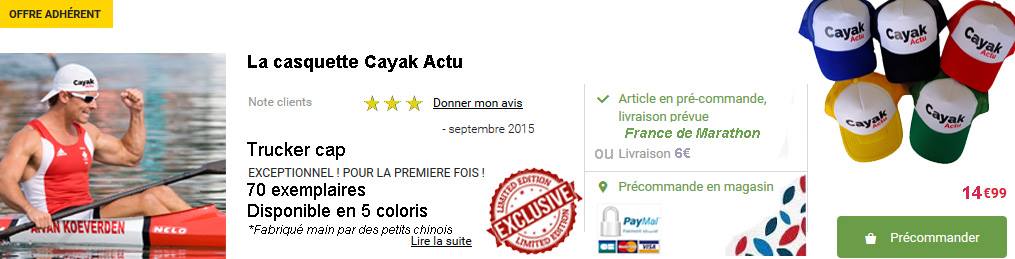 OFFRE ADHÉRENT
La casquette Cayak Actu
Note clients
Donner mon avis
- septembre 2015
Trucker cap
EXCEPTIONNEL ! POUR LA PREMIERE FOIS !
70 exemplaires
Disponible en 5 coloris
*Fabriqué main par des petits chinois
Lire la suite
LIMITED EDITION
EXCLUSIVE
LIMITED EDITION
Article en pré-commande,
livraison prévue
France de Marathon
ou Livraison 6€
Précommande en magasin
PayMal
VISA
14€99
Précommander
Cayak
Cayak
Actu
Cayak
Actu
Cayak
Actu
Cayak
Actu
Cayak
Actu
VAN KOEVERDEN
NELO